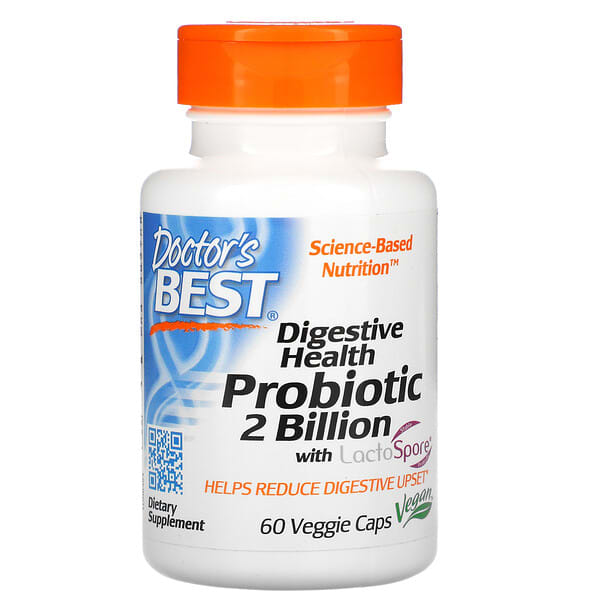 Doctor's
BEST®
Science-Based
Nutrition™
Digestive
Health
Probiotic
2 Billion
with LactoSpore®
HELPS REDUCE DIGESTIVE UPSET*
Dietary
Supplement
60 Veggie Caps
Vegan